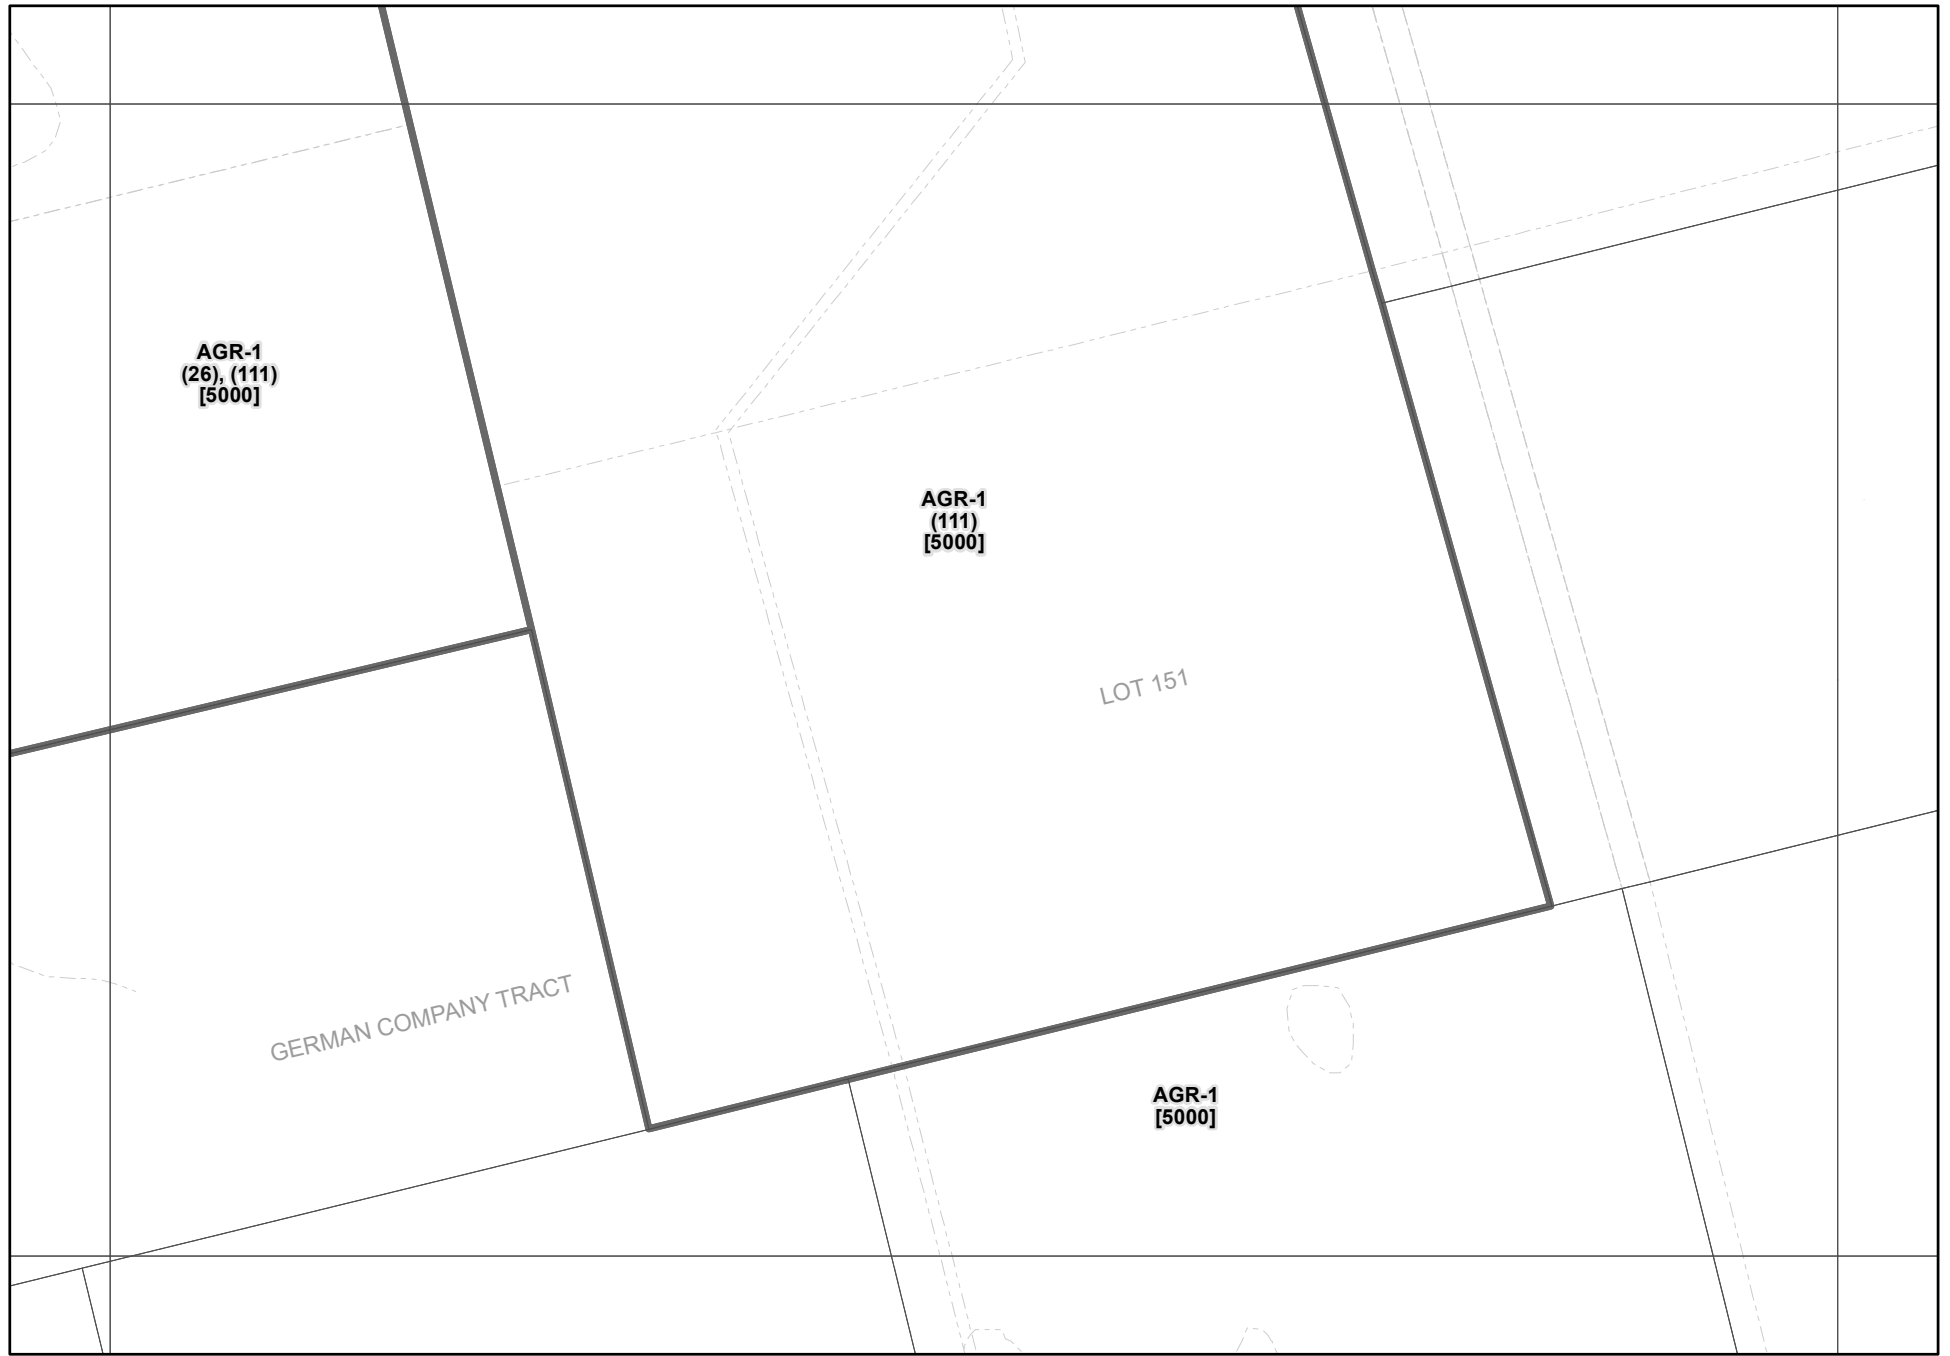 AGR-1
(26), (111)
[5000]
AGR-1
(111)
[5000]
LOT 151
GERMAN COMPANY TRACT
AGR-1
[5000]